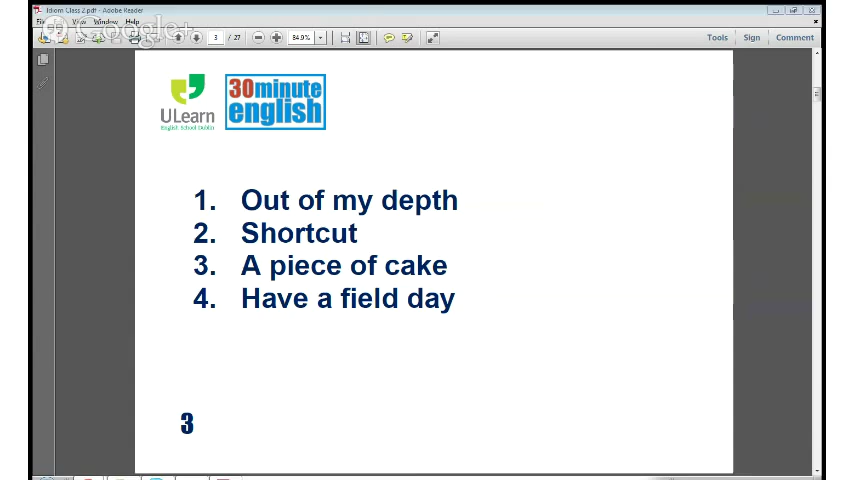 Idiom Class 2.pdf - Adobe Reader
File View Window Help
Google+
3 / 27 84.9% Tools Sign Comment
ULearn
English School Dublin
30minute
english
1. Out of my depth
2. Shortcut
3. A piece of cake
4. Have a field day
3